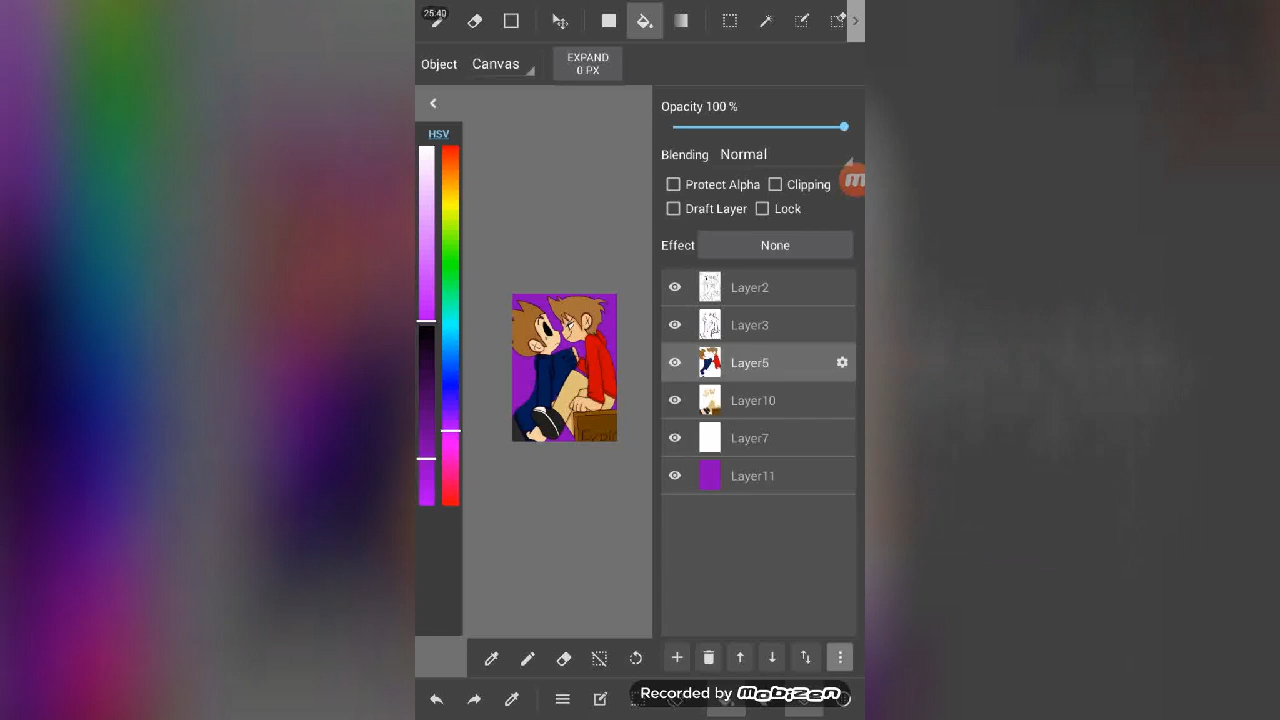 25:40
Object Canvas EXPAND
0 PX
HSV
Opacity 100 %
Blending Normal
Protect Alpha Clipping
Draft Layer Lock
Effect None
Layer2
Layer3
Layer5
Layer10
Layer7
Layer11
Recorded by mobizen